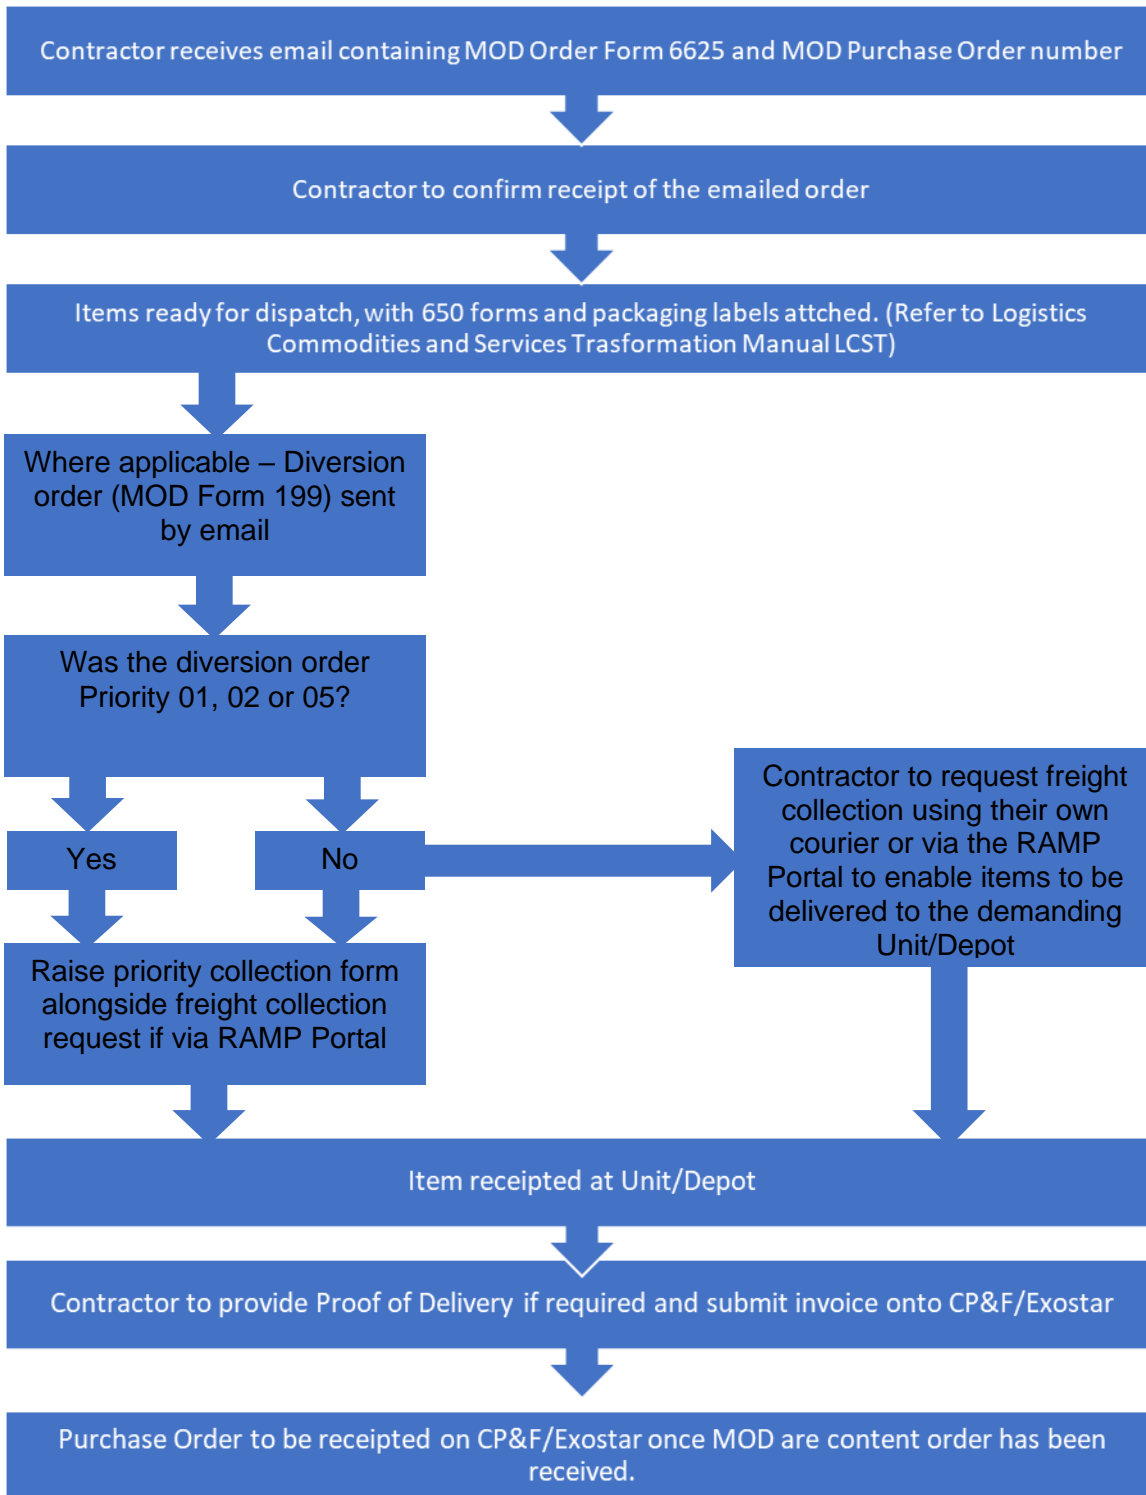 Contractor receives email containing MOD Order Form 6625 and MOD Purchase Order number
Contractor to confirm receipt of the emailed order
Items ready for dispatch, with 650 forms and packaging labels attched. (Refer to Logistics
Commodities and Services Trasformation Manual LCST)
Where applicable – Diversion
order (MOD Form 199) sent
by email
Was the diversion order
Priority 01, 02 or 05?
Yes
No
Contractor to request freight
collection using their own
courier or via the RAMP
Portal to enable items to be
delivered to the demanding
Unit/Depot
Raise priority collection form
alongside freight collection
request if via RAMP Portal
Item receipted at Unit/Depot
Contractor to provide Proof of Delivery if required and submit invoice onto CP&F/Exostar
Purchase Order to be receipted on CP&F/Exostar once MOD are content order has been
received.